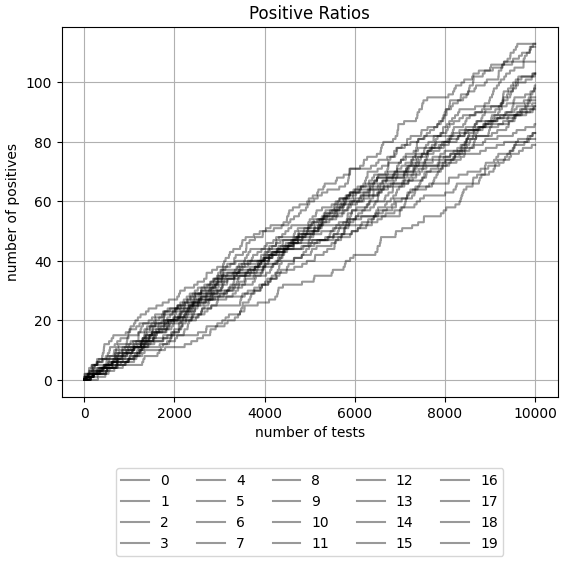 Positive Ratios
number of positives
100
80
60
40
20
0
0 2000 4000 6000 8000 10000
number of tests
0 4 8 12 16
1 5 9 13 17
2 6 10 14 18
3 7 11 15 19